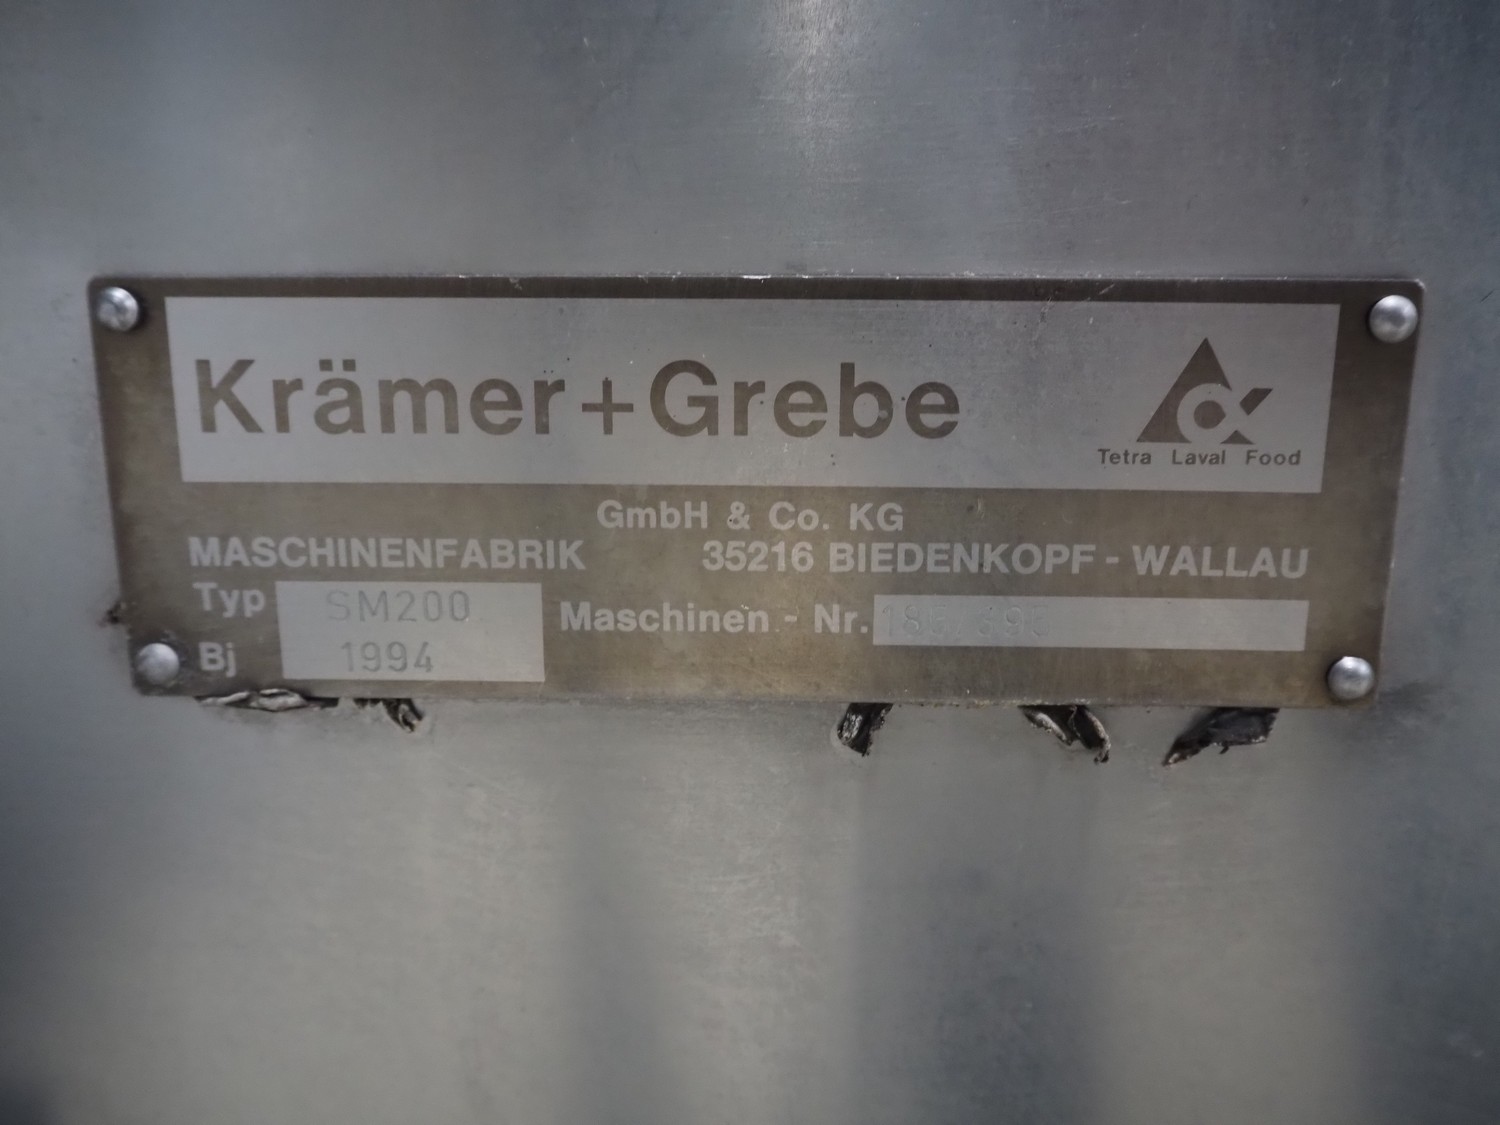 Krämer+Grebe
Tetra Laval Food
GmbH & Co. KG
MASCHINENFABRIK 35216 BIEDENKOPF - WALLAU
Typ SM200 Maschinen - Nr.
Bj 1994